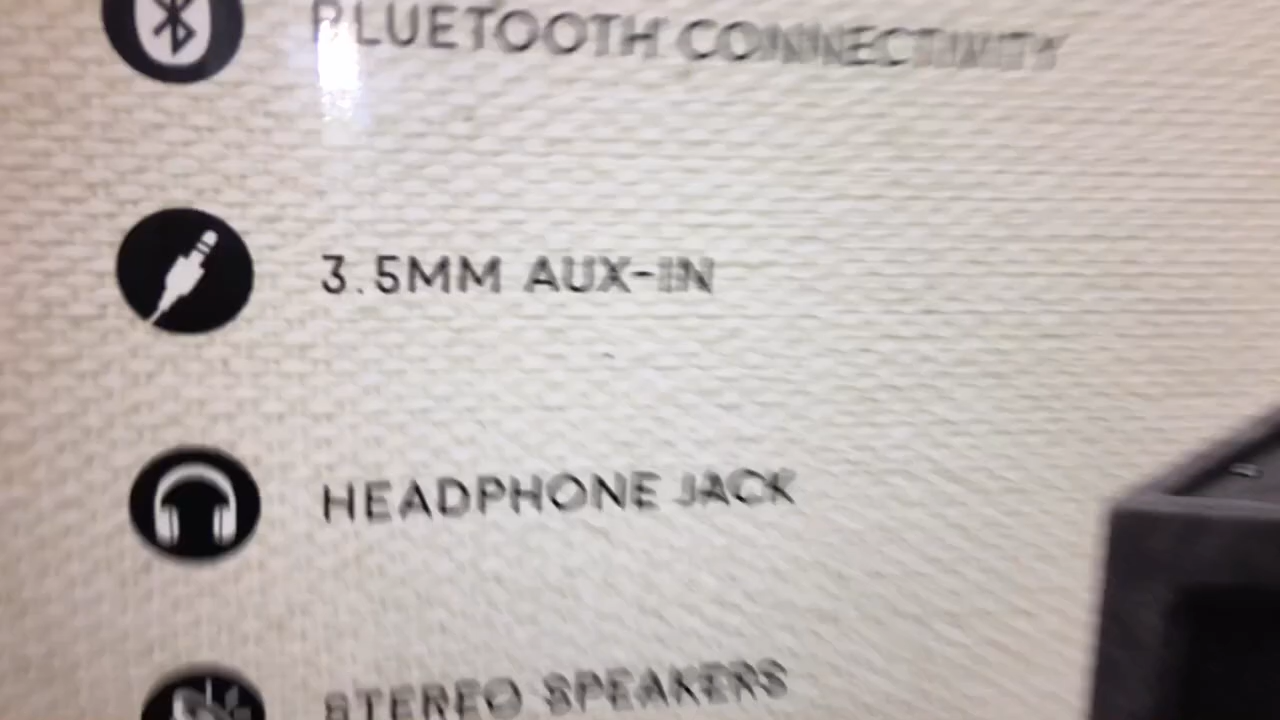 BLUETOOTH CONNECTIVITY
3.5MM AUX-IN
HEADPHONE JACK
STEREO SPEAKERS